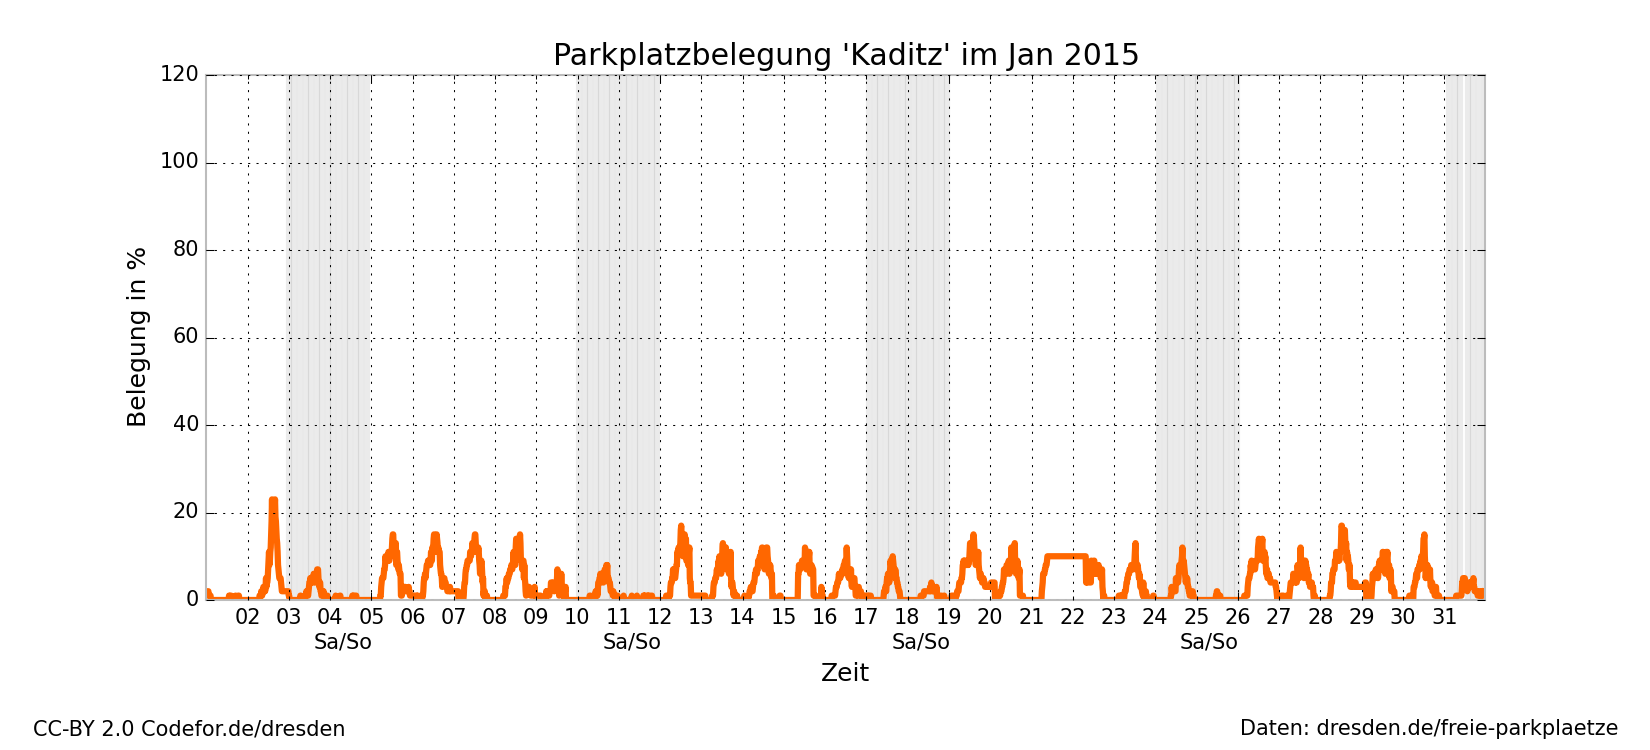 Parkplatzbelegung 'Kaditz' im Jan 2015
120
100
80
60
40
20
0
Belegung in %
02 03 04 05 06 07 08 09 10 11 12 13 14 15 16 17 18 19 20 21 22 23 24 25 26 27 28 29 30 31
Sa/So Sa/So Sa/So Sa/So
Zeit
CC-BY 2.0 Codefor.de/dresden
Daten: dresden.de/freie-parkplaetze